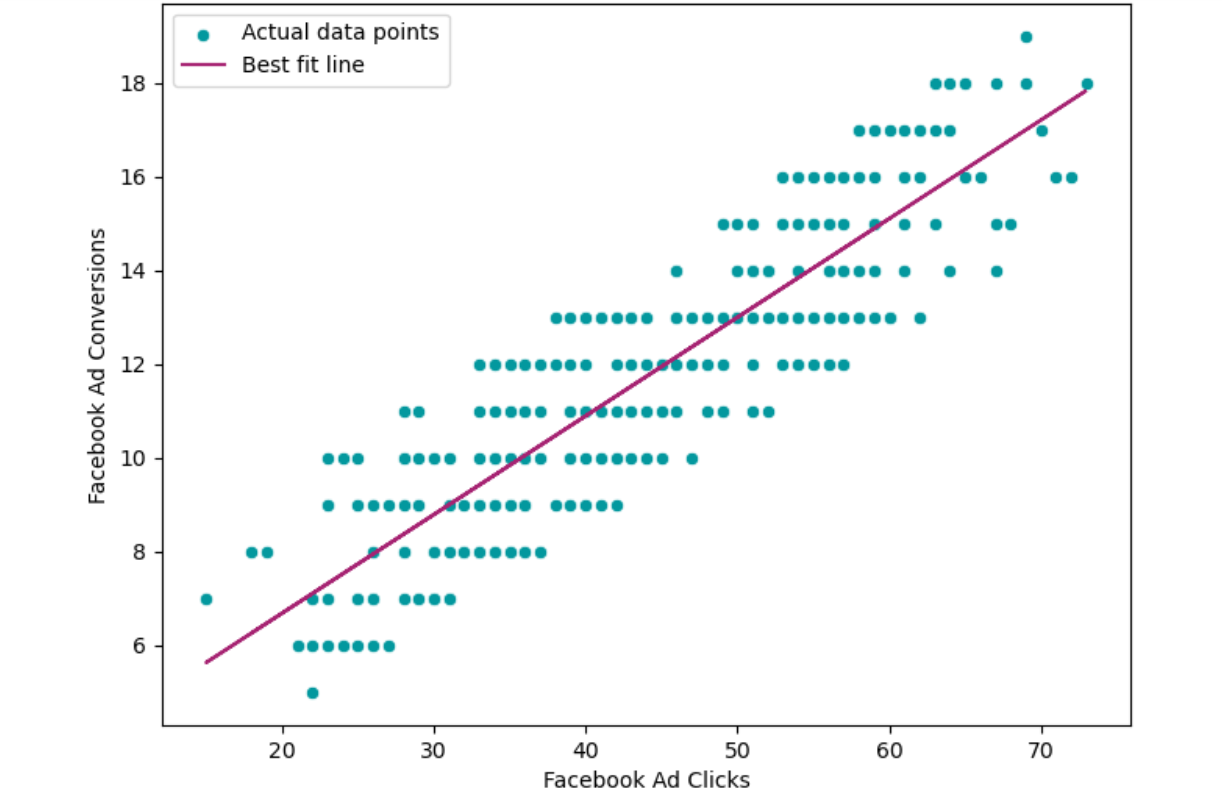 Actual data points
Best fit line
18
16
14
12
10
8
6
Facebook Ad Conversions
20 30 40 50 60 70
Facebook Ad Clicks